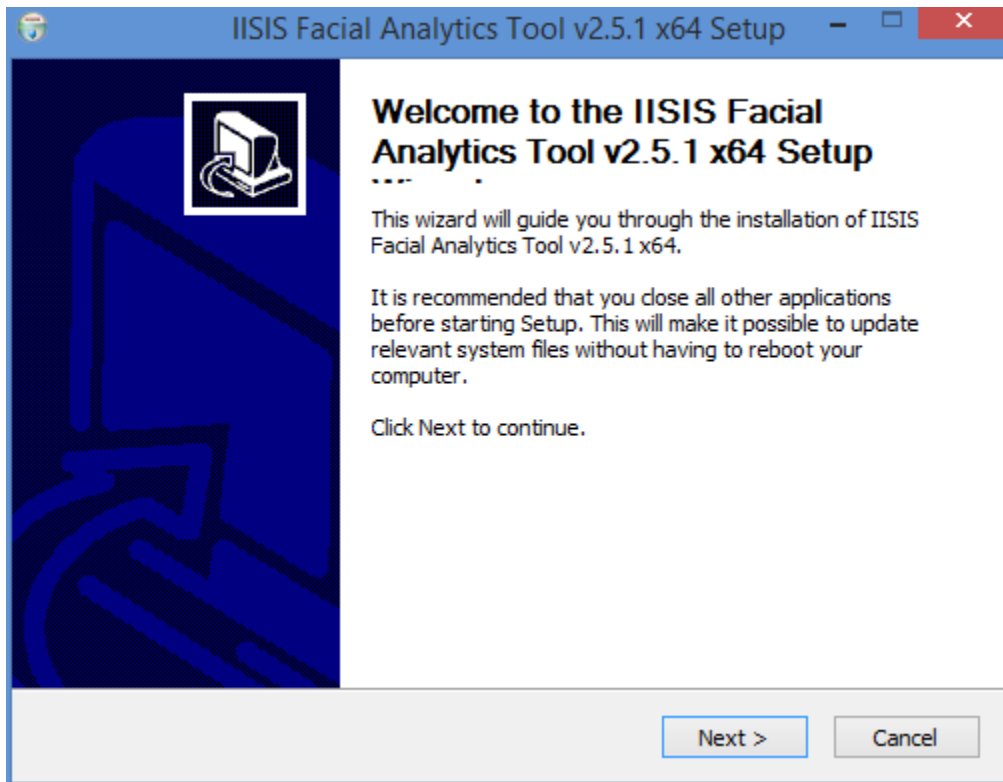 IISIS Facial Analytics Tool v2.5.1 x64 Setup
Welcome to the IISIS Facial
Analytics Tool v2.5.1 x64 Setup
This wizard will guide you through the installation of IISIS
Facial Analytics Tool v2.5.1 x64.
It is recommended that you close all other applications
before starting Setup. This will make it possible to update
relevant system files without having to reboot your
computer.
Click Next to continue.
Next >
Cancel